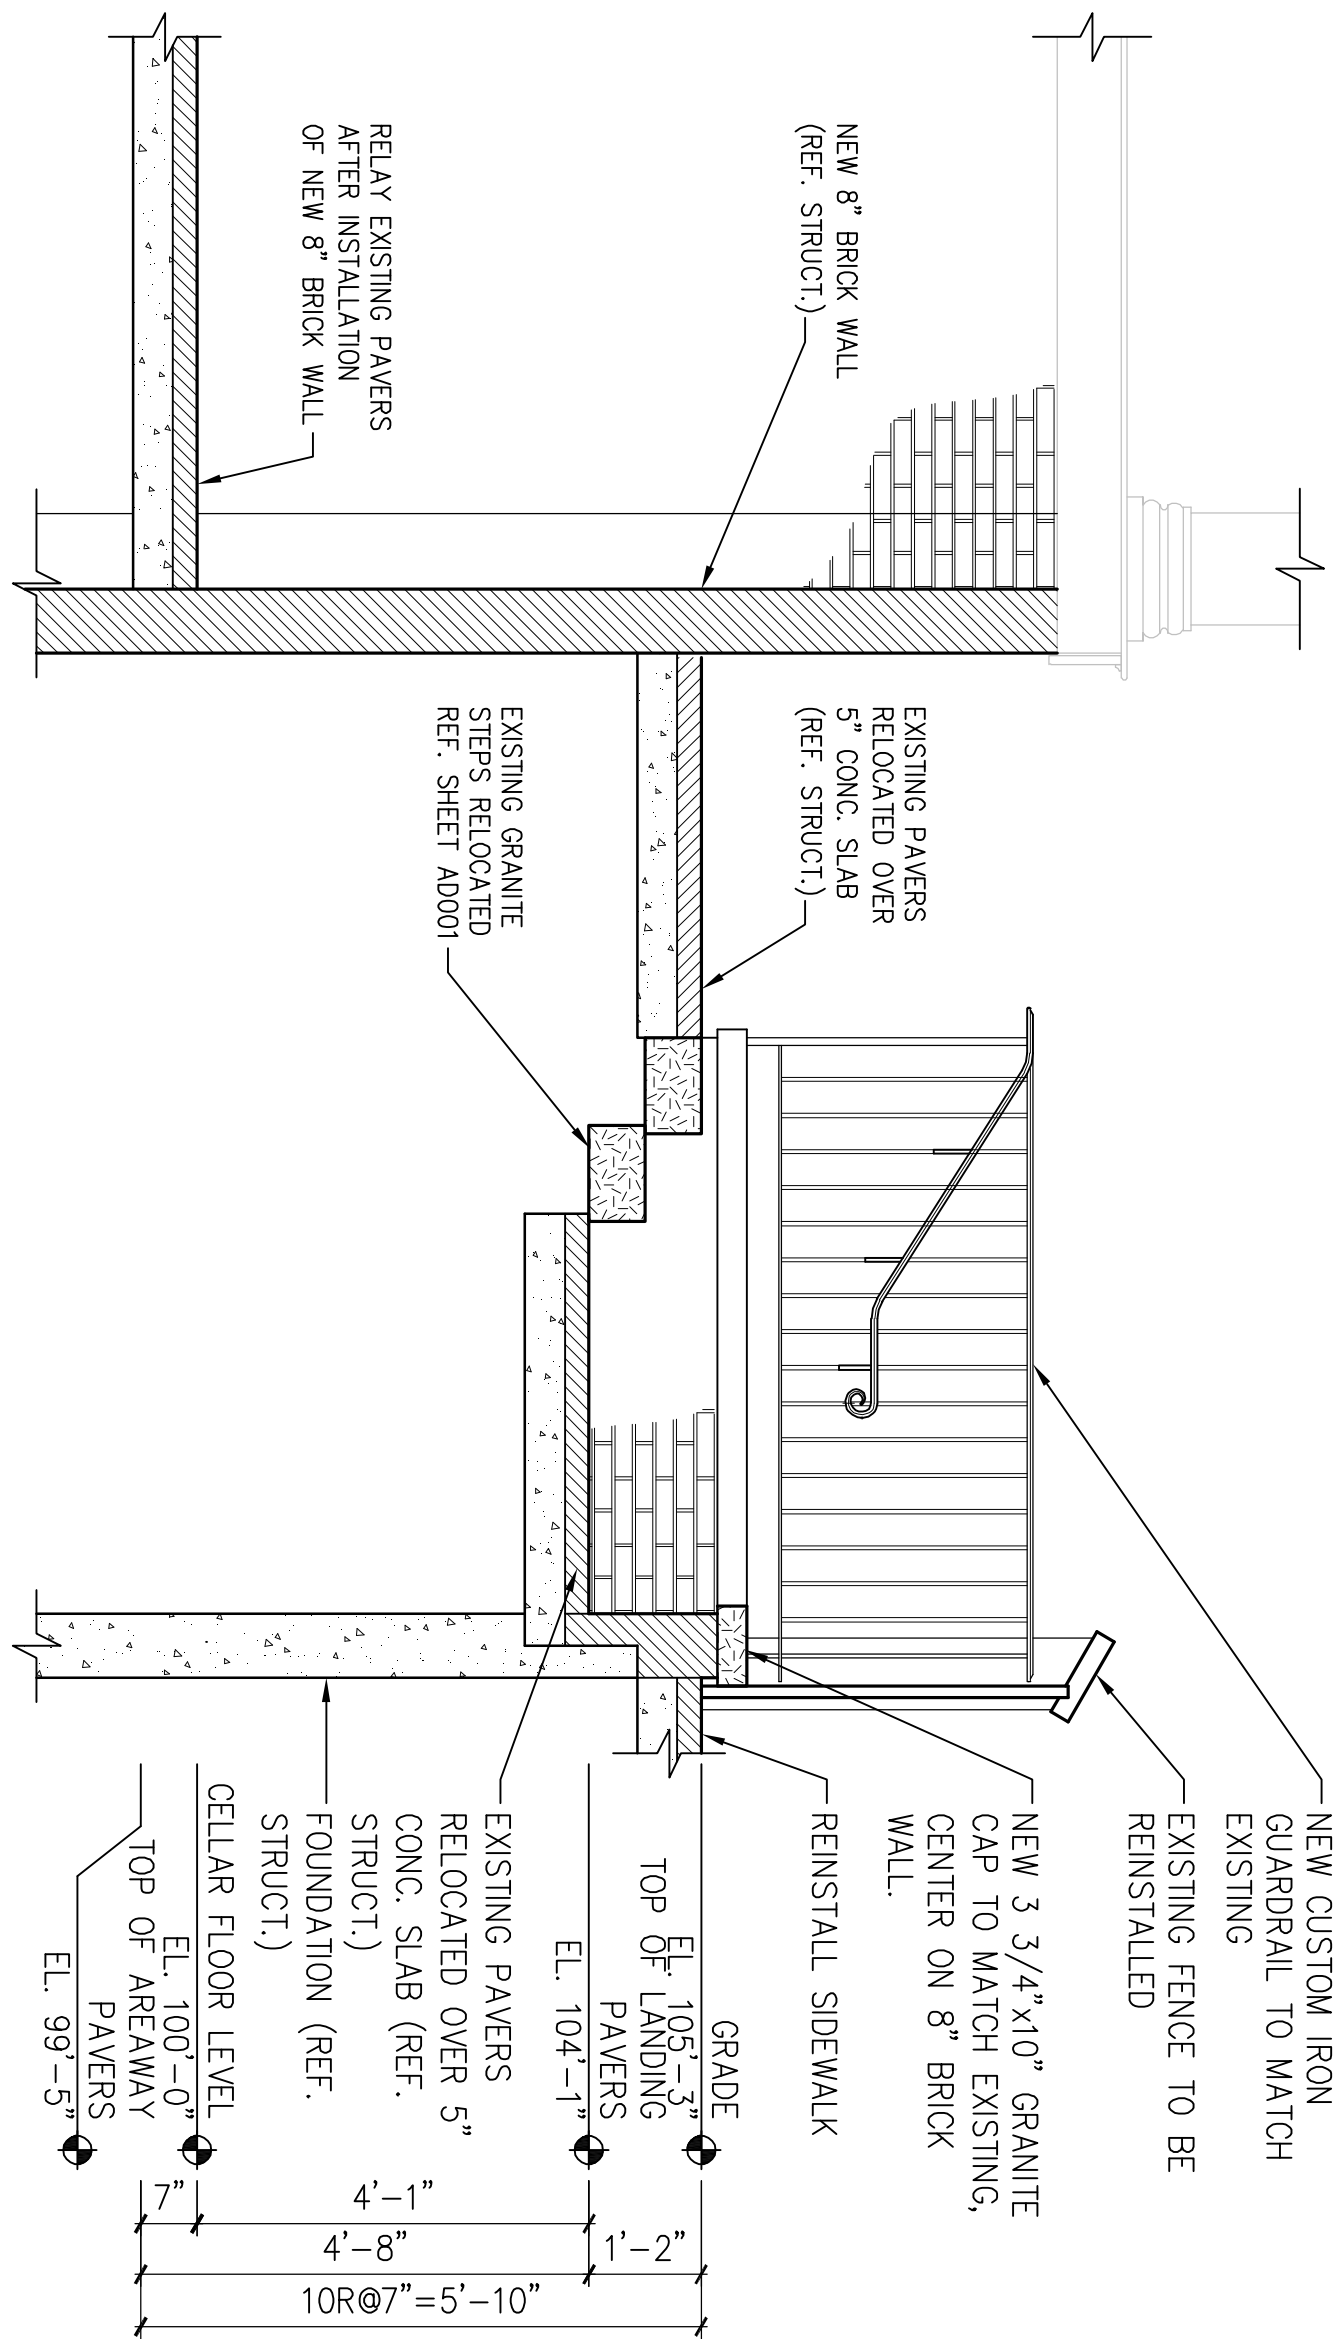 NEW CUSTOM IRON
GUARDRAIL TO MATCH
EXISTING
EXISTING FENCE TO BE
REINSTALLED
NEW 3 3/4"x10" GRANITE
CAP TO MATCH EXISTING,
CENTER ON 8" BRICK
WALL.
REINSTALL SIDEWALK
NEW 8" BRICK WALL
(REF. STRUCT.)
EXISTING PAVERS
RELOCATED OVER
5" CONC. SLAB
(REF. STRUCT.)
GRADE
EL. 105'-3"
TOP OF LANDING
PAVERS
EL. 104'-1"
EXISTING GRANITE
STEPS RELOCATED
REF. SHEET AD001
EXISTING PAVERS
RELOCATED OVER 5"
CONC. SLAB (REF.
STRUCT.)
RELAY EXISTING PAVERS
AFTER INSTALLATION
OF NEW 8" BRICK WALL
FOUNDATION (REF.
STRUCT.)
CELLAR FLOOR LEVEL
EL. 100'-0"
TOP OF AREAWAY
PAVERS
EL. 99'-5"
7"
4'-1"
4'-8"
1'-2"
10R@7"=5'-10"